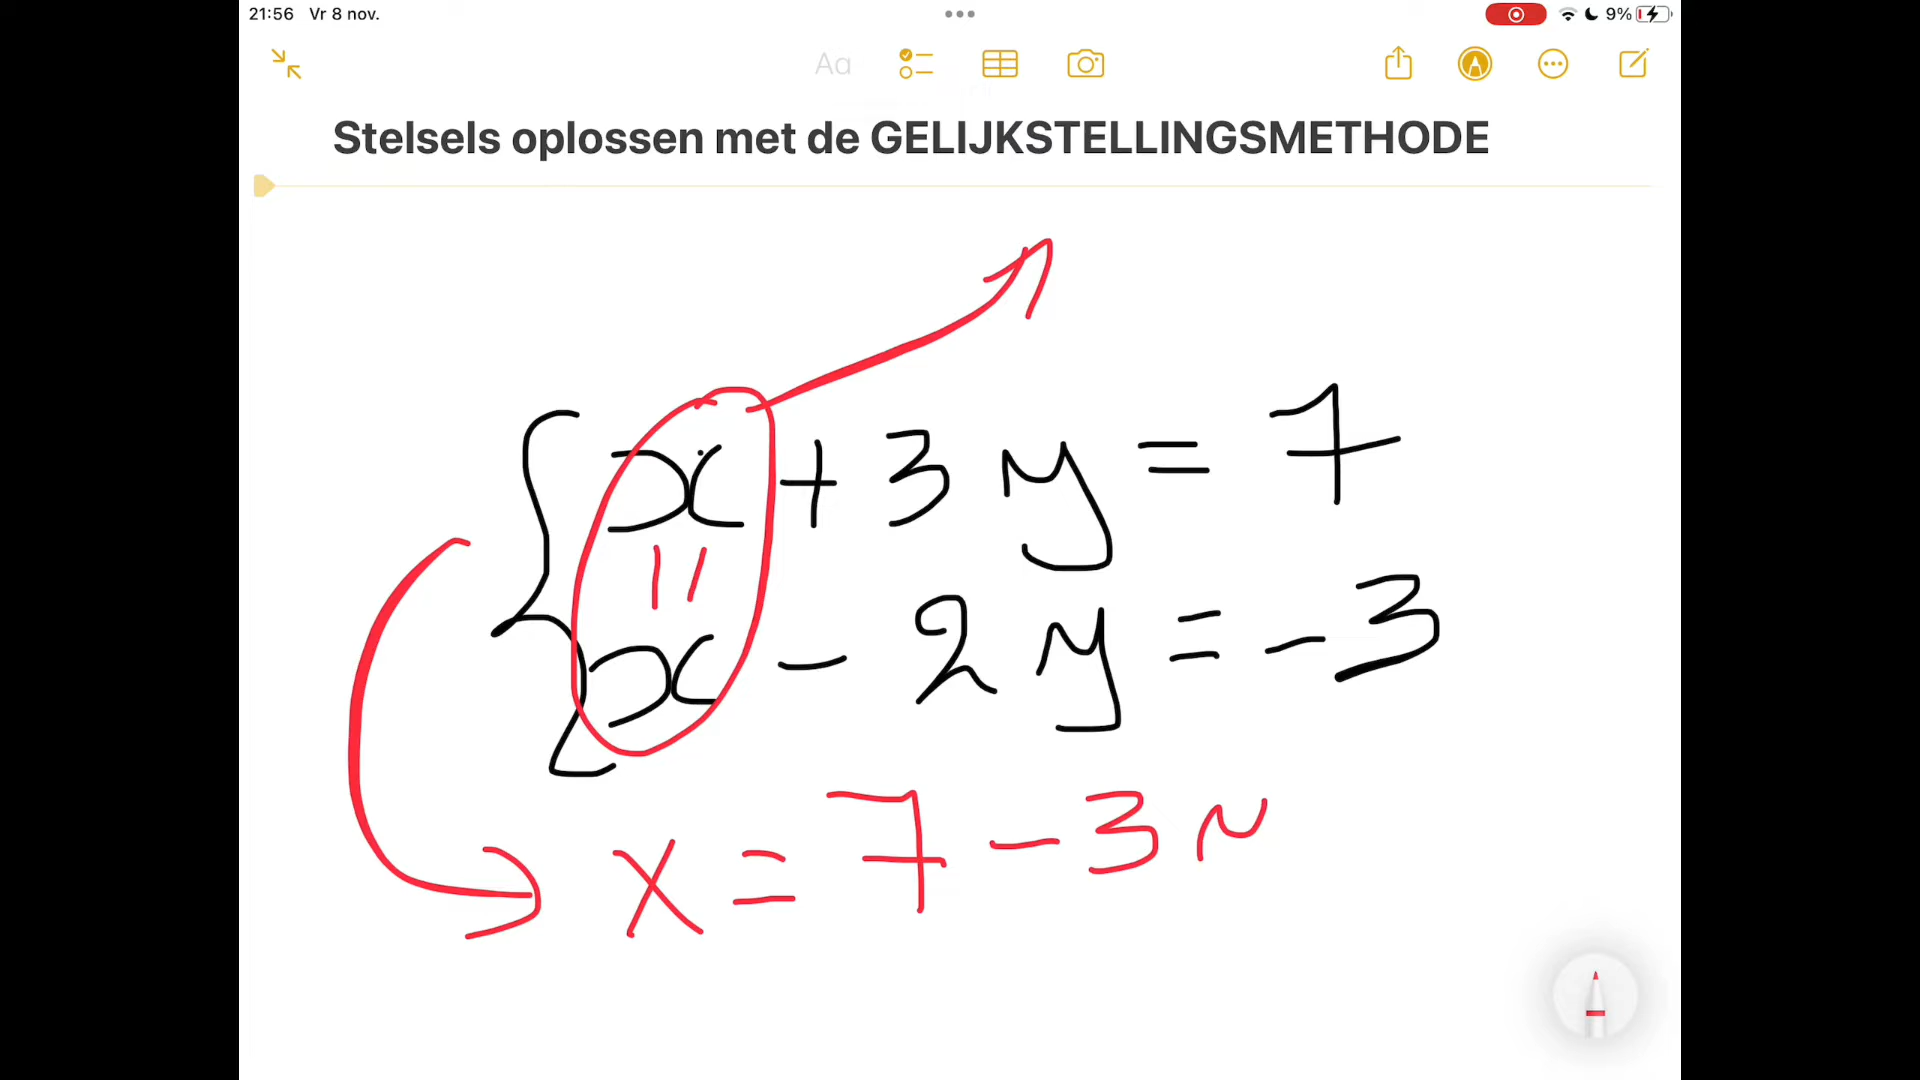 21:56 Vr 8 nov. 9%
Aa
Stelsels oplossen met de GELIJKSTELLINGSMETHODE
x + 3y = 7
=
x - 2y = -3
x = 7 - 3